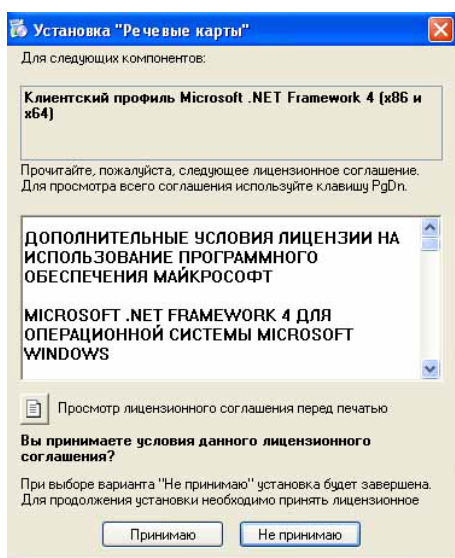 Установка "Речевые карты"
Для следующих компонентов:
Клиентский профиль Microsoft .NET Framework 4 (x86 и
x64)
Прочитайте, пожалуйста, следующее лицензионное соглашение.
Для просмотра всего соглашения используйте клавишу PgDn.
ДОПОЛНИТЕЛЬНЫЕ УСЛОВИЯ ЛИЦЕНЗИИ НА
ИСПОЛЬЗОВАНИЕ ПРОГРАММНОГО
ОБЕСПЕЧЕНИЯ МАЙКРОСОФТ
MICROSOFT .NET FRAMEWORK 4 ДЛЯ
ОПЕРАЦИОННОЙ СИСТЕМЫ MICROSOFT
WINDOWS
Просмотр лицензионного соглашения перед печатью
Вы принимаете условия данного лицензионного
соглашения?
При выборе варианта "Не принимаю" установка будет завершена.
Для продолжения установки необходимо принять лицензионное
Принимаю
Не принимаю